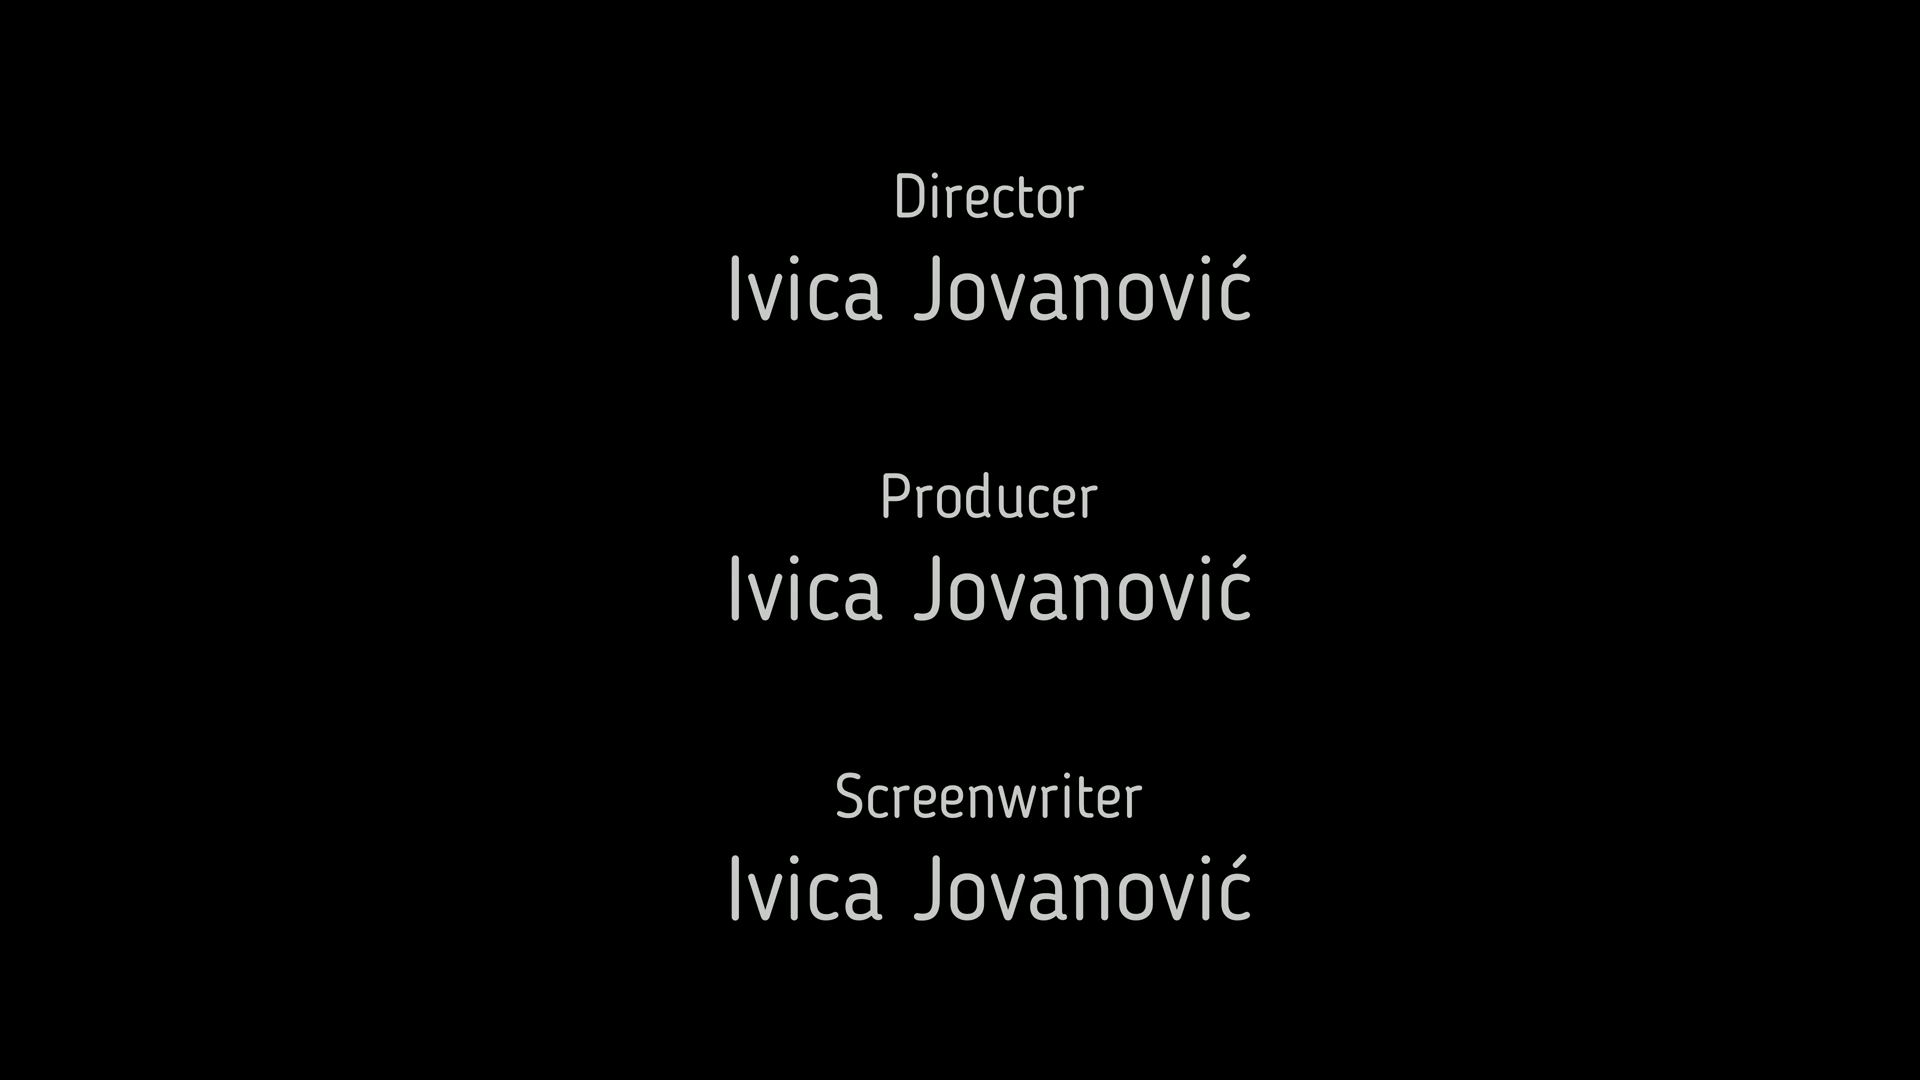 Director
Ivica Jovanović
Producer
Ivica Jovanović
Screenwriter
Ivica Jovanović